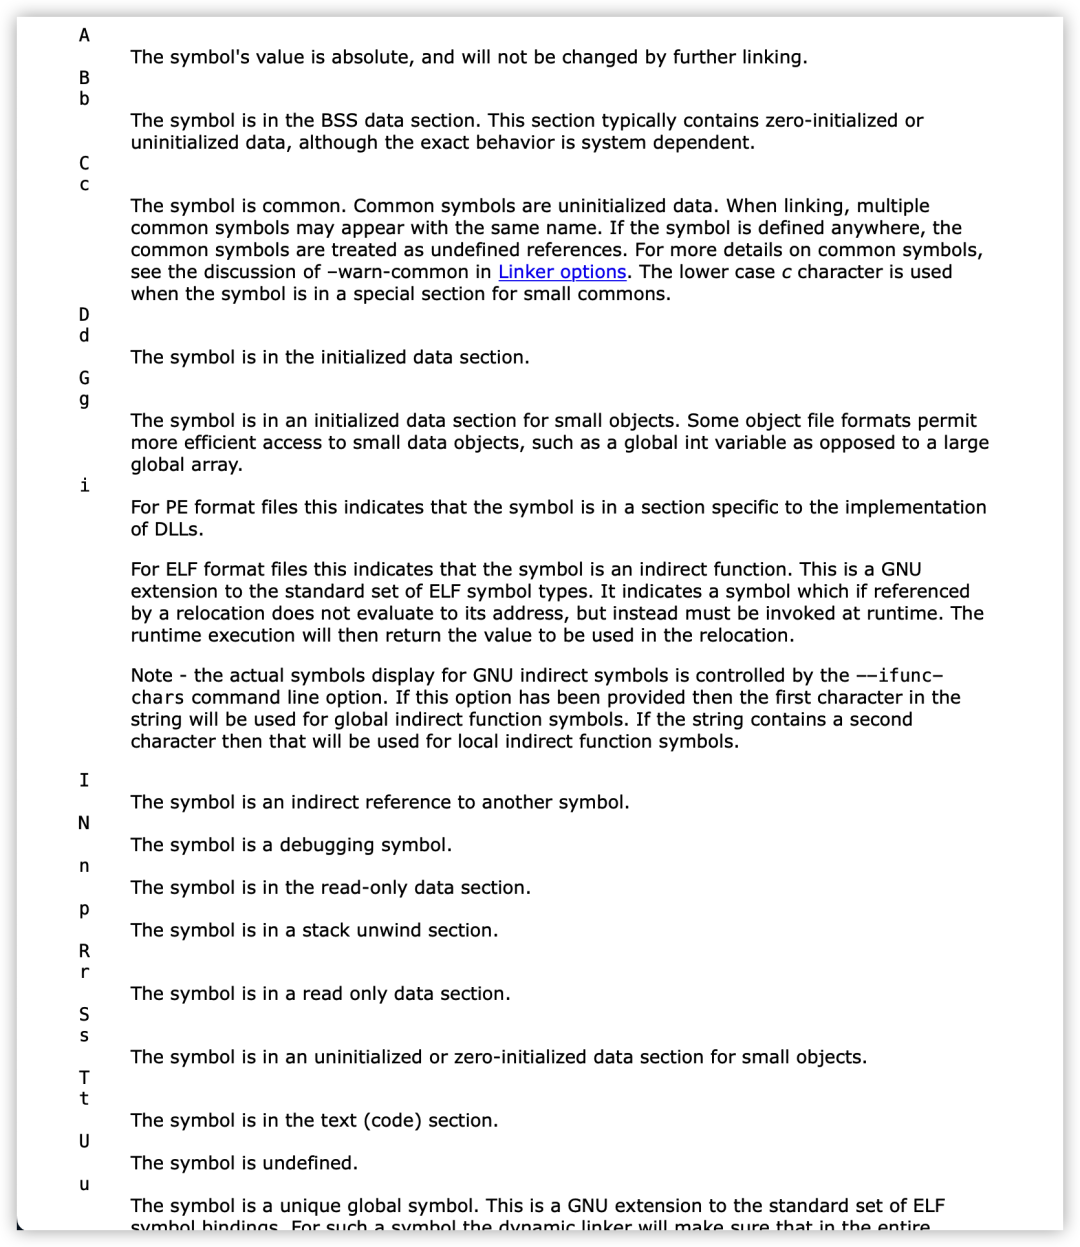 A
The symbol's value is absolute, and will not be changed by further linking.
B
b
The symbol is in the BSS data section. This section typically contains zero-initialized or
uninitialized data, although the exact behavior is system dependent.
C
c
The symbol is common. Common symbols are uninitialized data. When linking, multiple
common symbols may appear with the same name. If the symbol is defined anywhere, the
common symbols are treated as undefined references. For more details on common symbols,
see the discussion of –warn-common in Linker options. The lower case c character is used
when the symbol is in a special section for small commons.
D
d
The symbol is in the initialized data section.
G
g
The symbol is in an initialized data section for small objects. Some object file formats permit
more efficient access to small data objects, such as a global int variable as opposed to a large
global array.
i
For PE format files this indicates that the symbol is in a section specific to the implementation
of DLLs.
For ELF format files this indicates that the symbol is an indirect function. This is a GNU
extension to the standard set of ELF symbol types. It indicates a symbol which if referenced
by a relocation does not evaluate to its address, but instead must be invoked at runtime. The
runtime execution will then return the value to be used in the relocation.
Note - the actual symbols display for GNU indirect symbols is controlled by the --ifunc-
chars command line option. If this option has been provided then the first character in the
string will be used for global indirect function symbols. If the string contains a second
character then that will be used for local indirect function symbols.
I
The symbol is an indirect reference to another symbol.
N
The symbol is a debugging symbol.
n
The symbol is in the read-only data section.
p
The symbol is in a stack unwind section.
R
r
The symbol is in a read only data section.
S
s
The symbol is in an uninitialized or zero-initialized data section for small objects.
T
t
The symbol is in the text (code) section.
U
The symbol is undefined.
u
The symbol is a unique global symbol. This is a GNU extension to the standard set of ELF
symbol bindings. For such a symbol the dynamic linker will make sure that in the entire